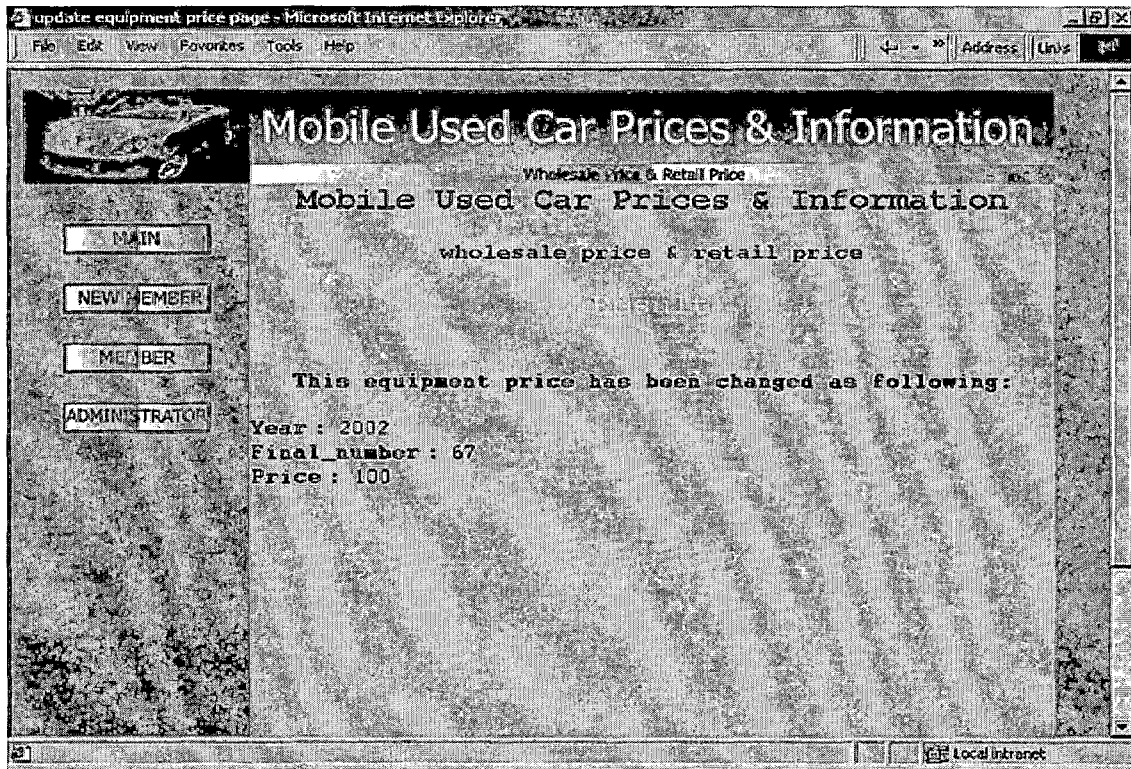 update equipment price page - Microsoft Internet Explorer
File Edit View Favorites Tools Help
» Address Links
Mobile Used Car Prices & Information
Wholesale Price & Retail Price
Mobile Used Car Prices & Information
wholesale price & retail price
MAIN
NEW MEMBER
MEMBER
ADMINISTRATOR
This equipment price has been changed as following:
Year : 2002
Final_number : 67
Price : 100
Local intranet